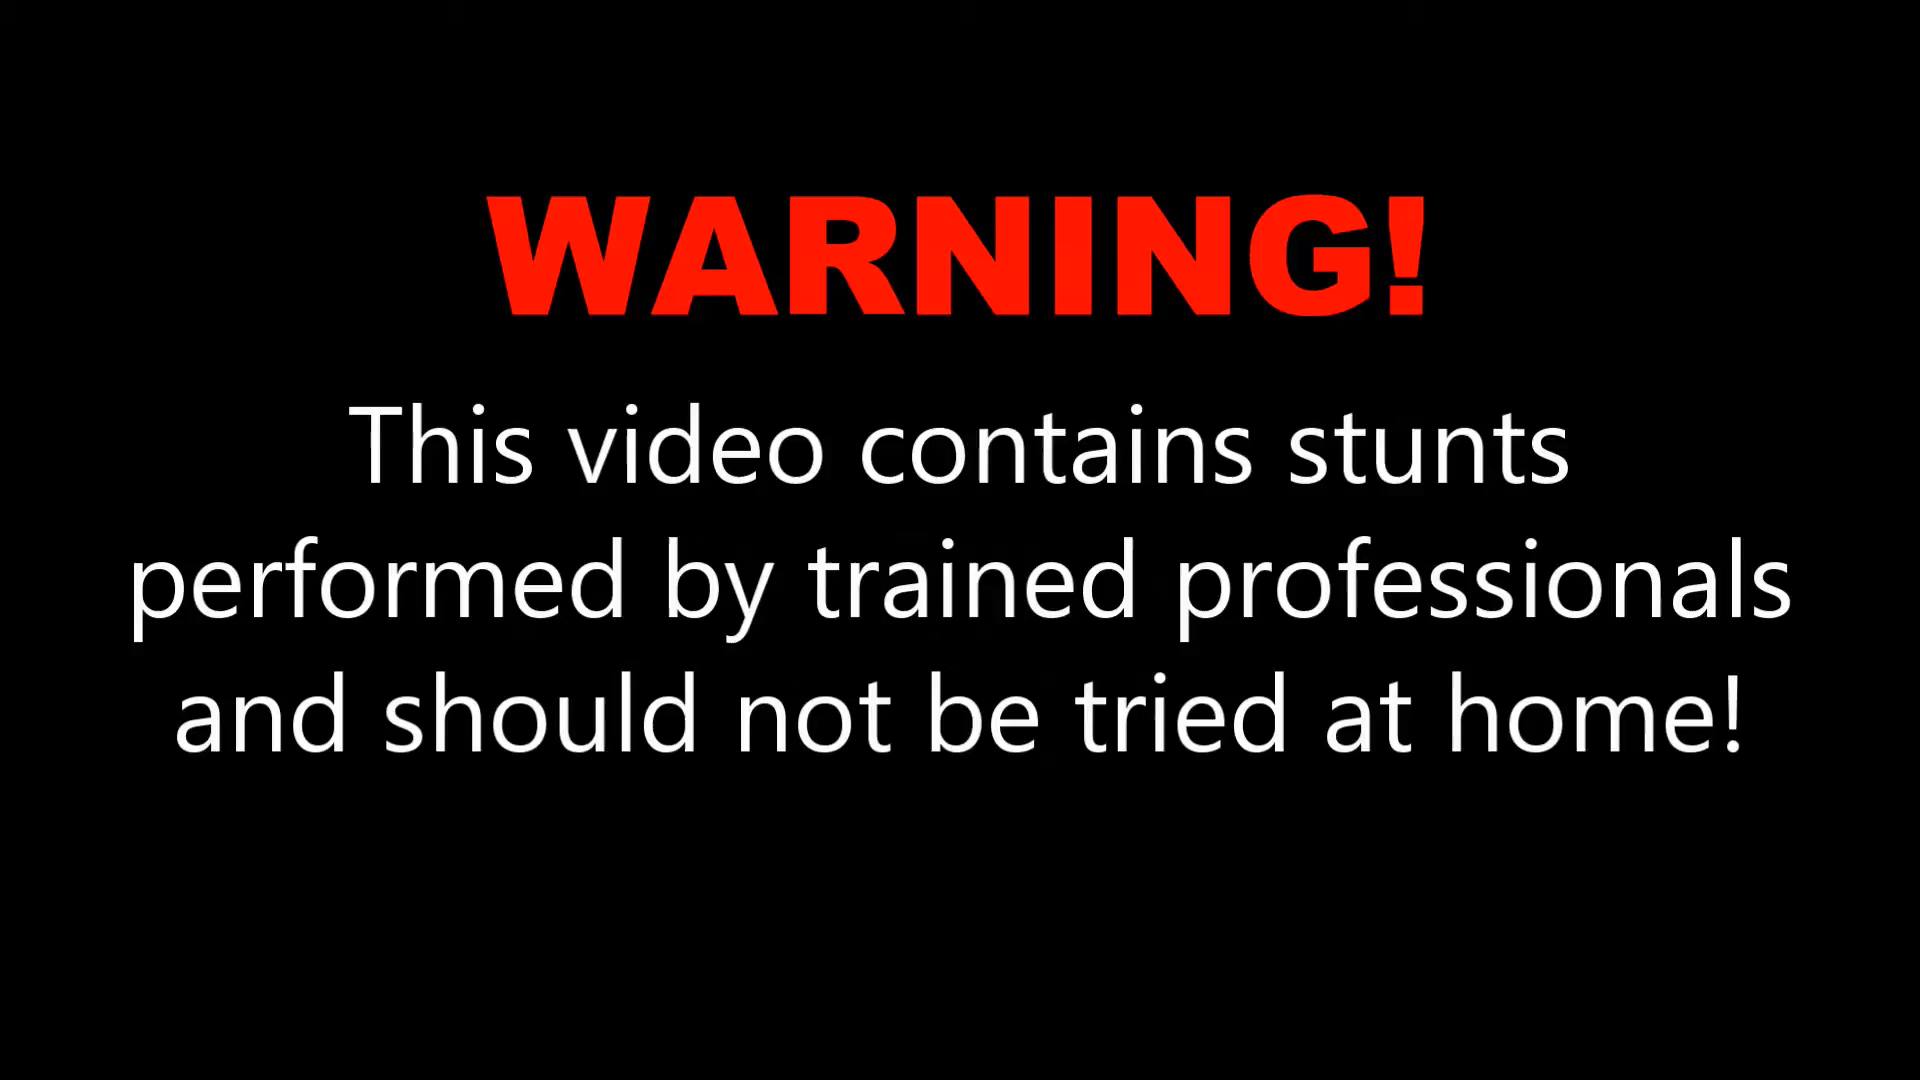 WARNING!
This video contains stunts
performed by trained professionals
and should not be tried at home!